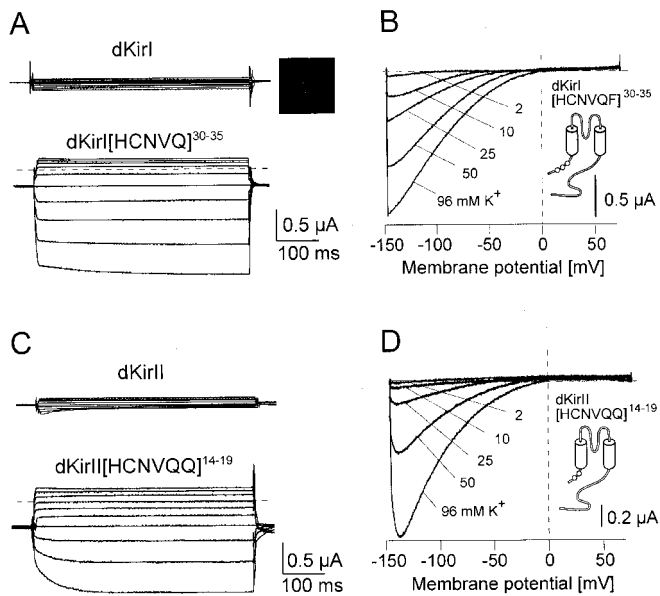 A
dKirI
dKirI[HCNVQ]30-35
0.5 µA
100 ms
B
dKirI
[HCNVQF]30-35
2
10
25
50
96 mM K+
0.5 µA
-150 -100 -50 0 50
Membrane potential [mV]
C
dKirII
dKirII[HCNVQQ]14-19
0.5 µA
100 ms
D
dKirII
[HCNVQQ]14-19
2
10
25
50
96 mM K+
0.2 µA
-150 -100 -50 0 50
Membrane potential [mV]